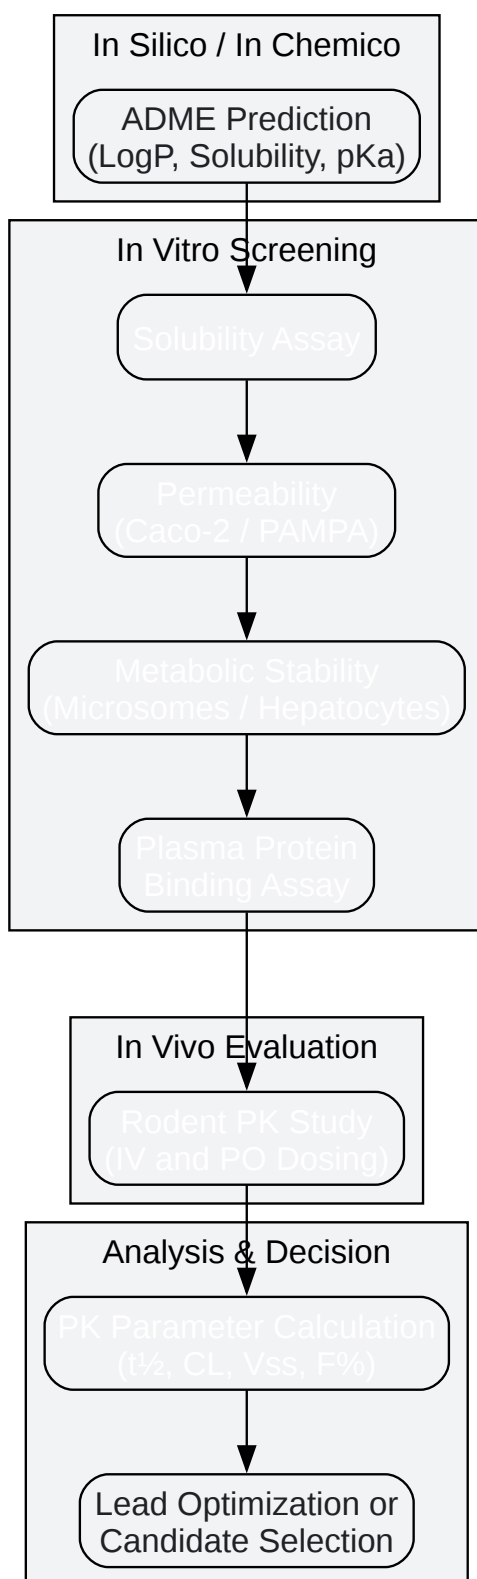 In Silico / In Chemico
ADME Prediction
(LogP, Solubility, pKa)
In Vitro Screening
Solubility Assay
Permeability
(Caco-2 / PAMPA)
Metabolic Stability
(Microsomes / Hepatocytes)
Plasma Protein
Binding Assay
In Vivo Evaluation
Rodent PK Study
(IV and PO Dosing)
Analysis & Decision
PK Parameter Calculation
(t½, CL, Vss, F%)
Lead Optimization or
Candidate Selection